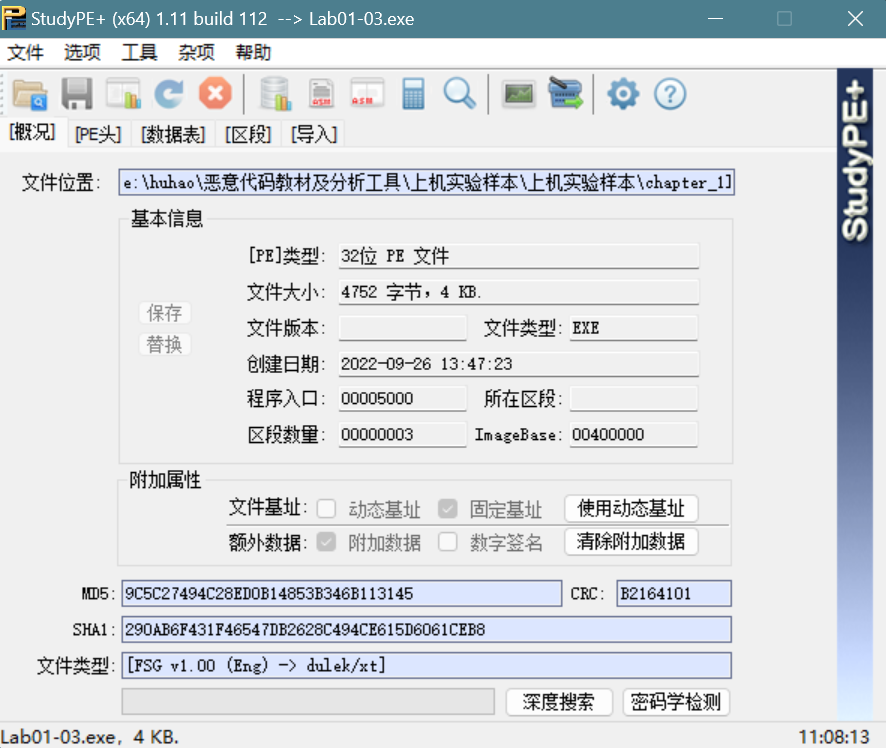 StudyPE+ (x64) 1.11 build 112 --> Lab01-03.exe
文件 选项 工具 杂项 帮助
ASM ASM
[概况] [PE头] [数据表] [区段] [导入]
StudyPE+
文件位置: e:\huhao\恶意代码教材及分析工具\上机实验样本\上机实验样本\chapter_1]
基本信息
[PE]类型: 32位 PE 文件
文件大小: 4752 字节，4 KB.
保存
文件版本: 文件类型: EXE
替换
创建日期: 2022-09-26 13:47:23
程序入口: 00005000 所在区段:
区段数量: 00000003 ImageBase: 00400000
附加属性
文件基址: 动态基址 固定基址 使用动态基址
额外数据: 附加数据 数字签名 清除附加数据
MD5: 9C5C27494C28ED0B14853B346B113145 CRC: B2164101
SHA1: 290AB6F431F46547DB2628C494CE615D6061CEB8
文件类型: [FSG v1.00 (Eng) -> dulek/xt]
深度搜索 密码学检测
Lab01-03.exe，4 KB. 11:08:13